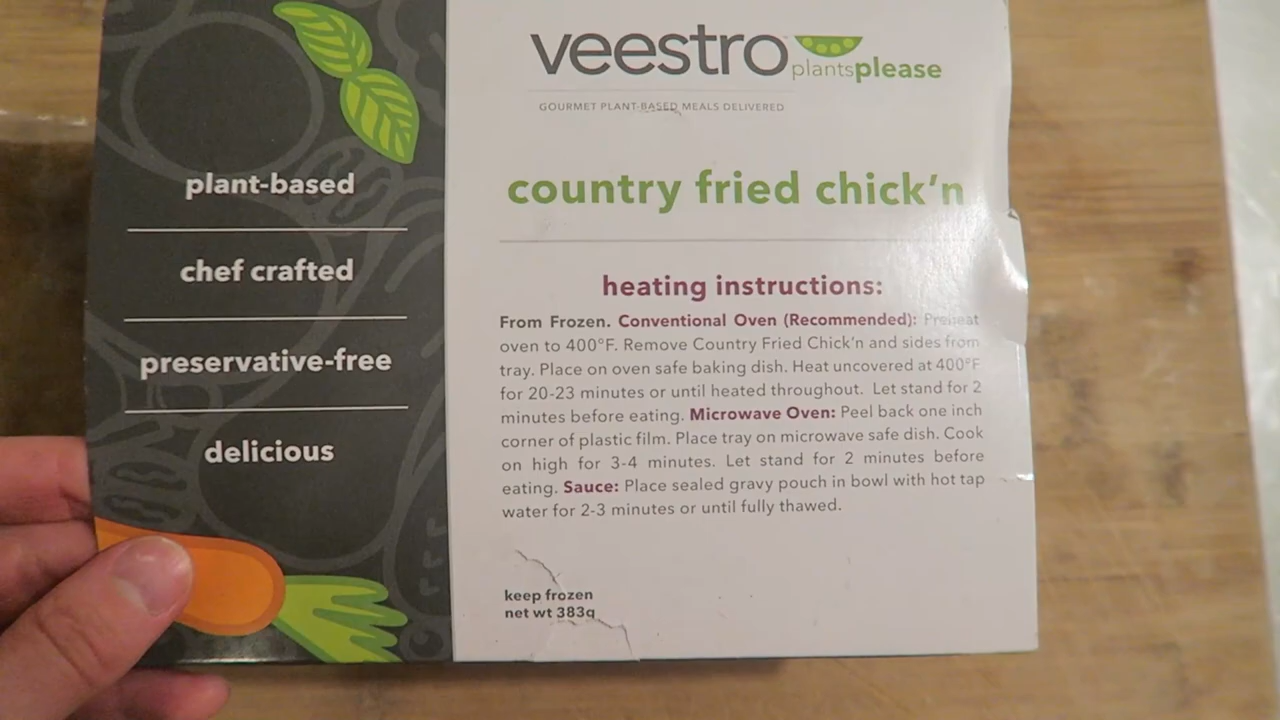 plant-based
chef crafted
preservative-free
delicious
veestro
plantsplease
GOURMET PLANT-BASED MEALS DELIVERED
country fried chick'n
heating instructions:
From Frozen. Conventional Oven (Recommended): Preheat
oven to 400°F. Remove Country Fried Chick'n and sides from
tray. Place on oven safe baking dish. Heat uncovered at 400°F
for 20-23 minutes or until heated throughout. Let stand for 2
minutes before eating. Microwave Oven: Peel back one inch
corner of plastic film. Place tray on microwave safe dish. Cook
on high for 3-4 minutes. Let stand for 2 minutes before
eating. Sauce: Place sealed gravy pouch in bowl with hot tap
water for 2-3 minutes or until fully thawed.
keep frozen
net wt 383g